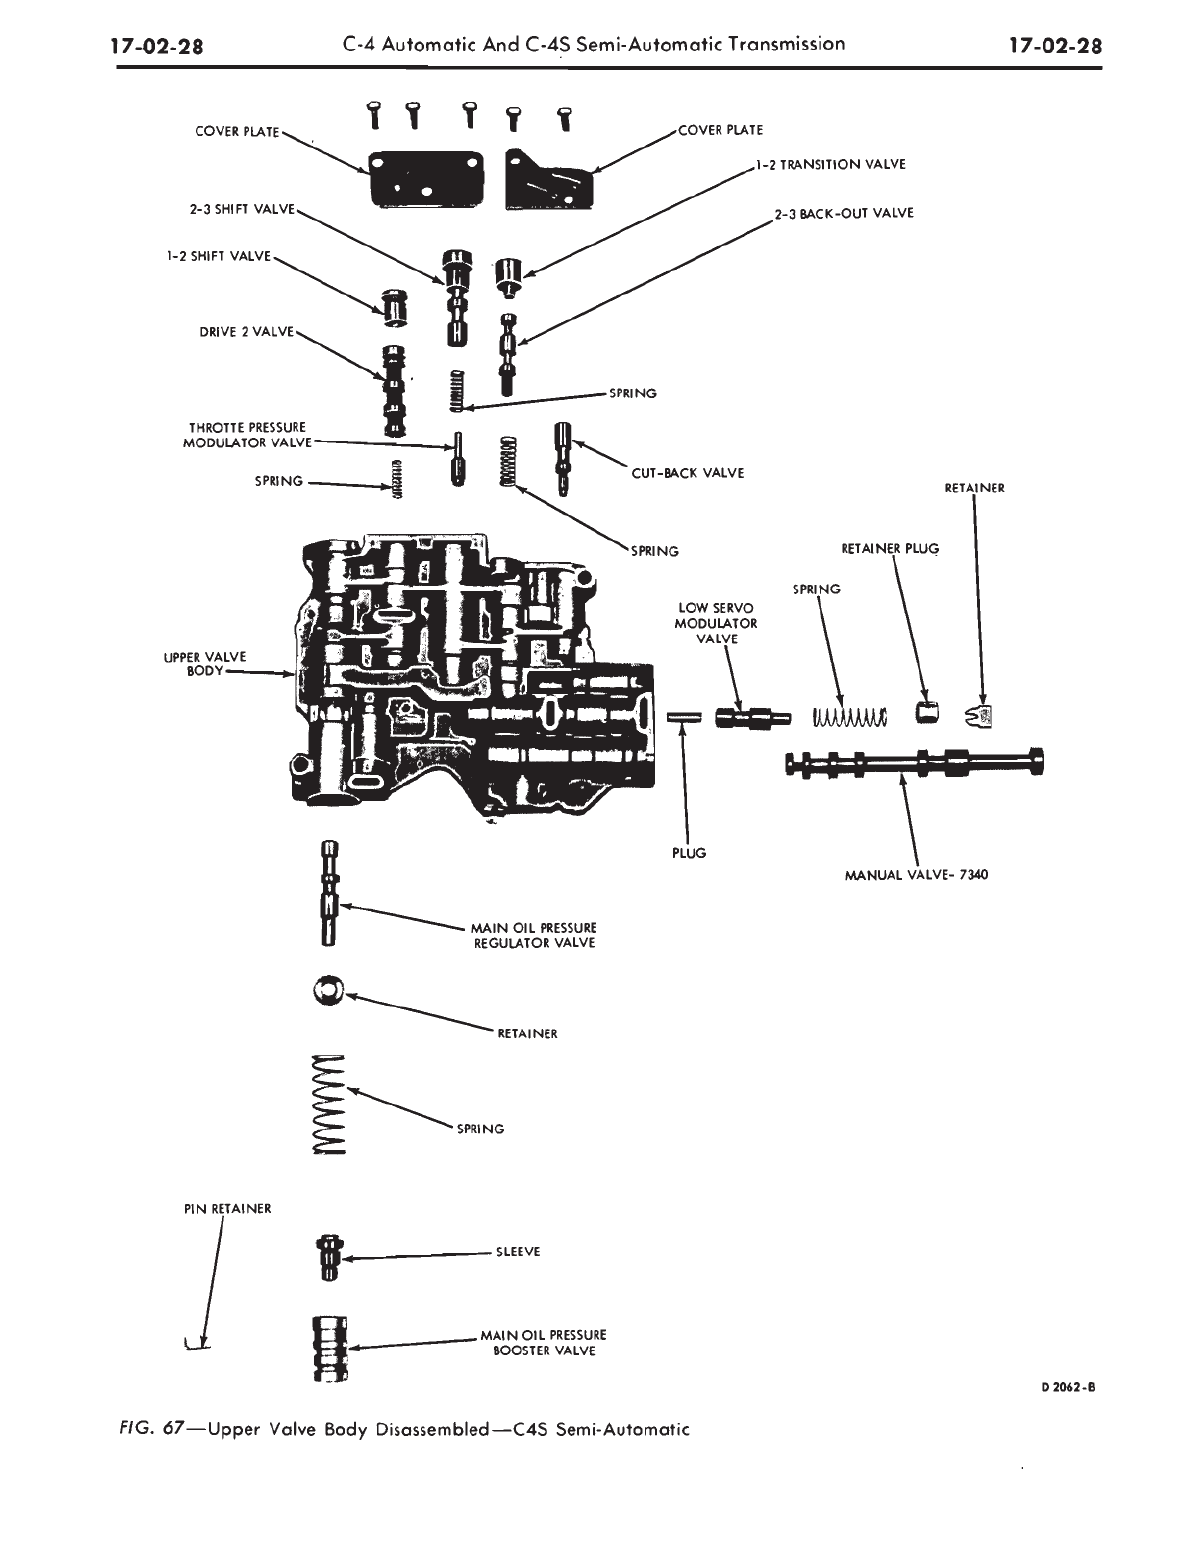 17-02-28
C-4 Automatic And C-4S Semi-Automatic Transmission
17-02-28
COVER PLATE
COVER PLATE
1-2 TRANSITION VALVE
2-3 SHIFT VALVE
2-3 BACK-OUT VALVE
1-2 SHIFT VALVE
DRIVE 2 VALVE
SPRING
THROTTE PRESSURE
MODULATOR VALVE
CUT-BACK VALVE
SPRING
RETAINER
SPRING
RETAINER PLUG
SPRING
LOW SERVO
MODULATOR
VALVE
UPPER VALVE
BODY
PLUG
MANUAL VALVE- 7340
MAIN OIL PRESSURE
REGULATOR VALVE
RETAINER
SPRING
PIN RETAINER
SLEEVE
MAIN OIL PRESSURE
BOOSTER VALVE
D 2062-B
FIG. 67—Upper Valve Body Disassembled—C4S Semi-Automatic